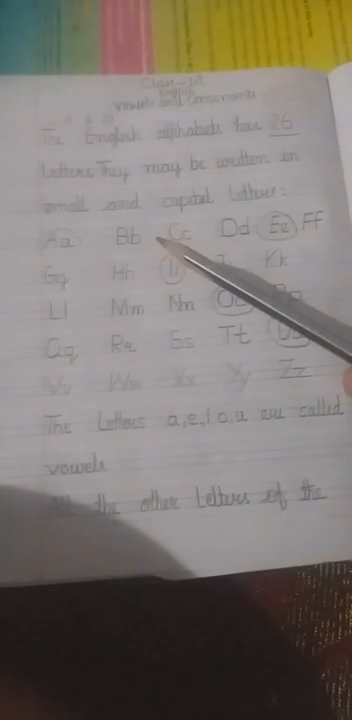 English
Vowels and Consonants
The English alphabets has 26
letters They may be written in
small and capital letters:
Aa Bb Cc Dd Ee Ff
Gg Hh Ii Kk
Ll Mm Nn Oo
Qq Rr Ss Tt Uu
Vv Ww Xx Yy Zz
The letters a,e,i,o,u are called
vowels
All the other letters of the